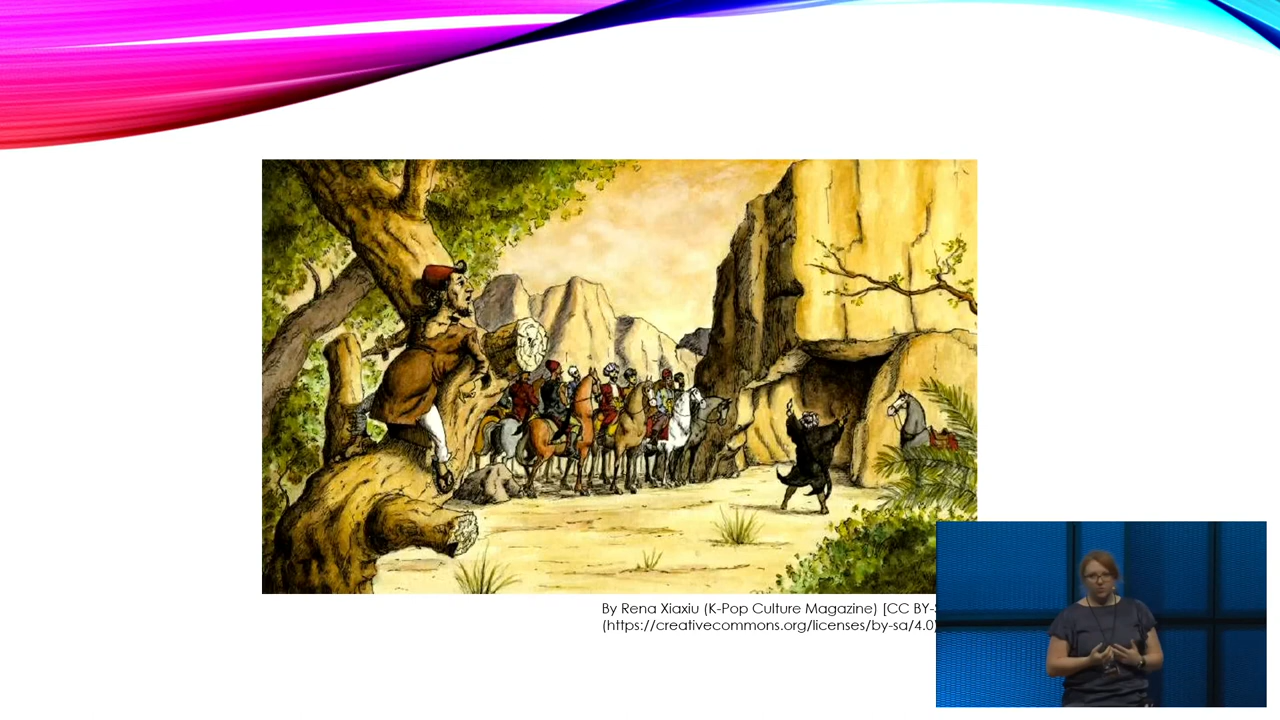 By Rena Xiaxiu (K-Pop Culture Magazine) [CC BY-
(https://creativecommons.org/licenses/by-sa/4.0)